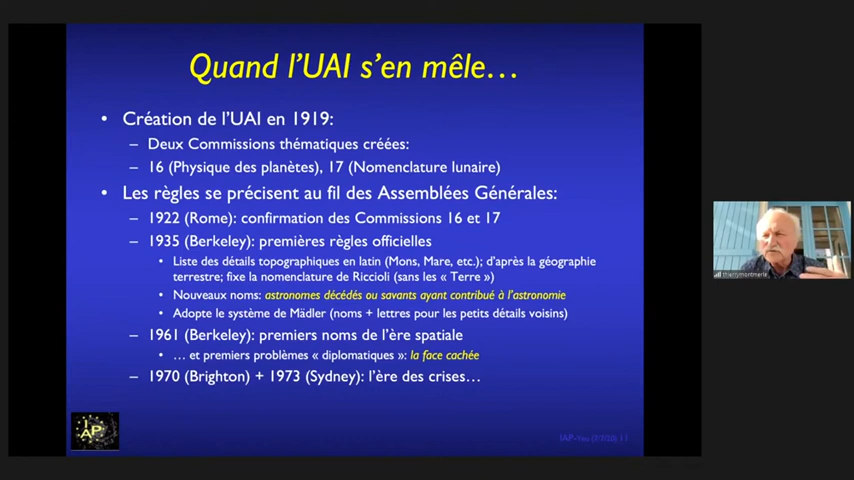 Quand l'UAI s'en mêle…
• Création de l'UAI en 1919:
– Deux Commissions thématiques créées:
– 16 (Physique des planètes), 17 (Nomenclature lunaire)
• Les règles se précisent au fil des Assemblées Générales:
– 1922 (Rome): confirmation des Commissions 16 et 17
– 1935 (Berkeley): premières règles officielles
• Liste des détails topographiques en latin (Mons, Mare, etc.); d'après la géographie
terrestre; fixe la nomenclature de Riccioli (sans les « Terre »)
• Nouveaux noms: astronomes décédés ou savants ayant contribué à l'astronomie
• Adopte le système de Mädler (noms + lettres pour les petits détails voisins)
– 1961 (Berkeley): premiers noms de l'ère spatiale
• … et premiers problèmes « diplomatiques »: la face cachée
– 1970 (Brighton) + 1973 (Sydney): l'ère des crises…
IAP
thierrymontmerle